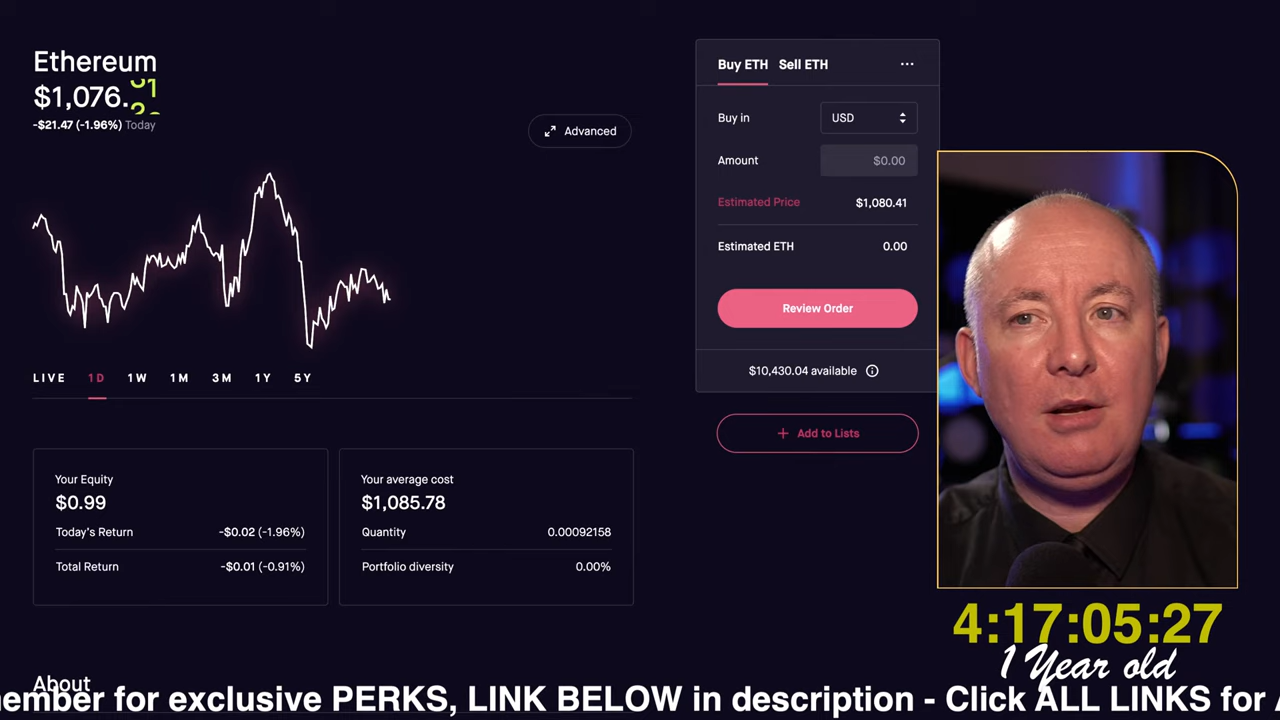 Ethereum
$1,076.
-$21.47 (-1.96%) Today
Advanced
LIVE 1D 1W 1M 3M 1Y 5Y
Your Equity
$0.99
Today's Return -$0.02 (-1.96%)
Total Return -$0.01 (-0.91%)
Your average cost
$1,085.78
Quantity 0.00092158
Portfolio diversity 0.00%
About
Buy ETH Sell ETH
Buy in USD
Amount $0.00
Estimated Price $1,080.41
Estimated ETH 0.00
Review Order
$10,430.04 available
+ Add to Lists
4:17:05:27
1 Year old
member for exclusive PERKS, LINK BELOW in description - Click ALL LINKS for